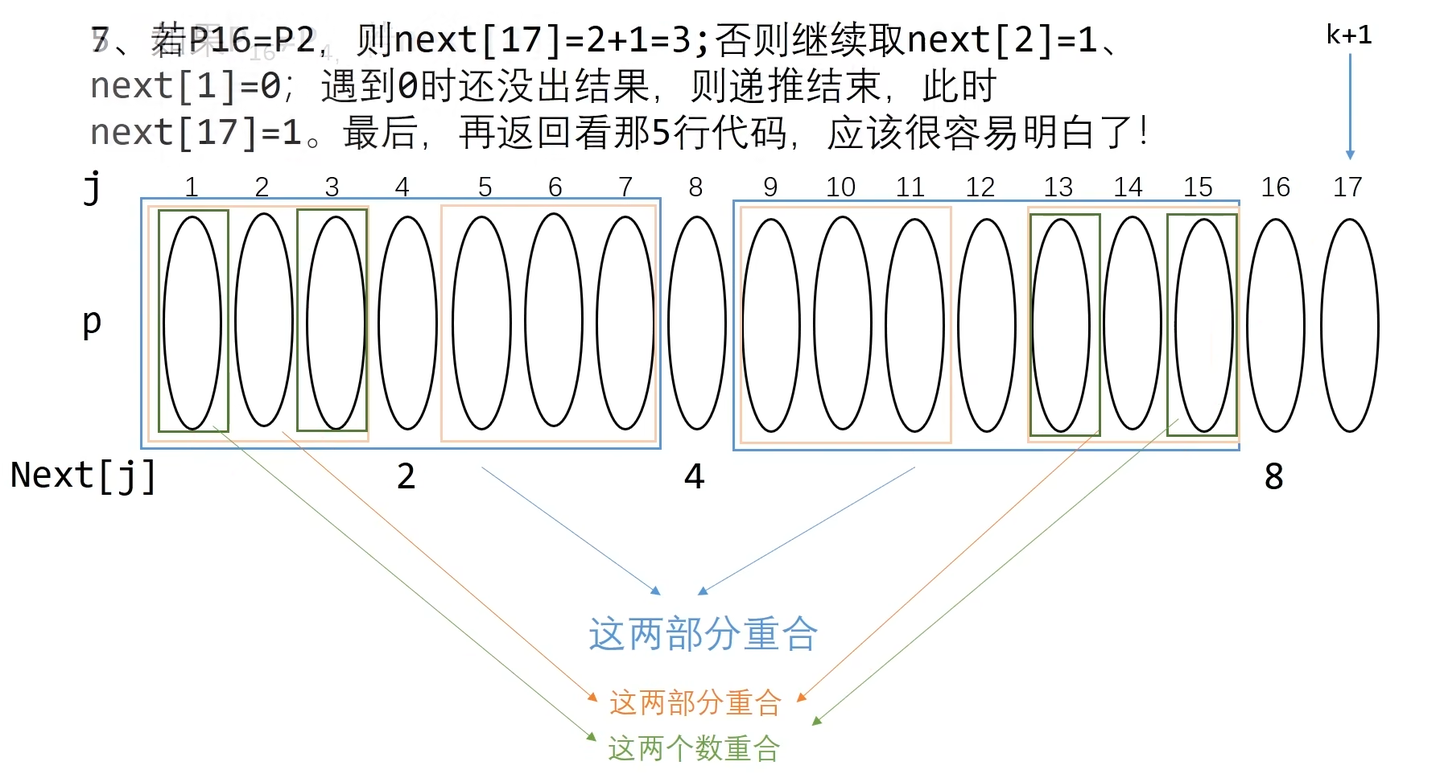 7、若P16=P2，则next[17]=2+1=3;否则继续取next[2]=1、
next[1]=0；遇到0时还没出结果，则递推结束，此时
next[17]=1。最后，再返回看那5行代码，应该很容易明白了！
k+1
j 1 2 3 4 5 6 7 8 9 10 11 12 13 14 15 16 17
p
Next[j] 2 4 8
这两部分重合
这两部分重合
这两个数重合